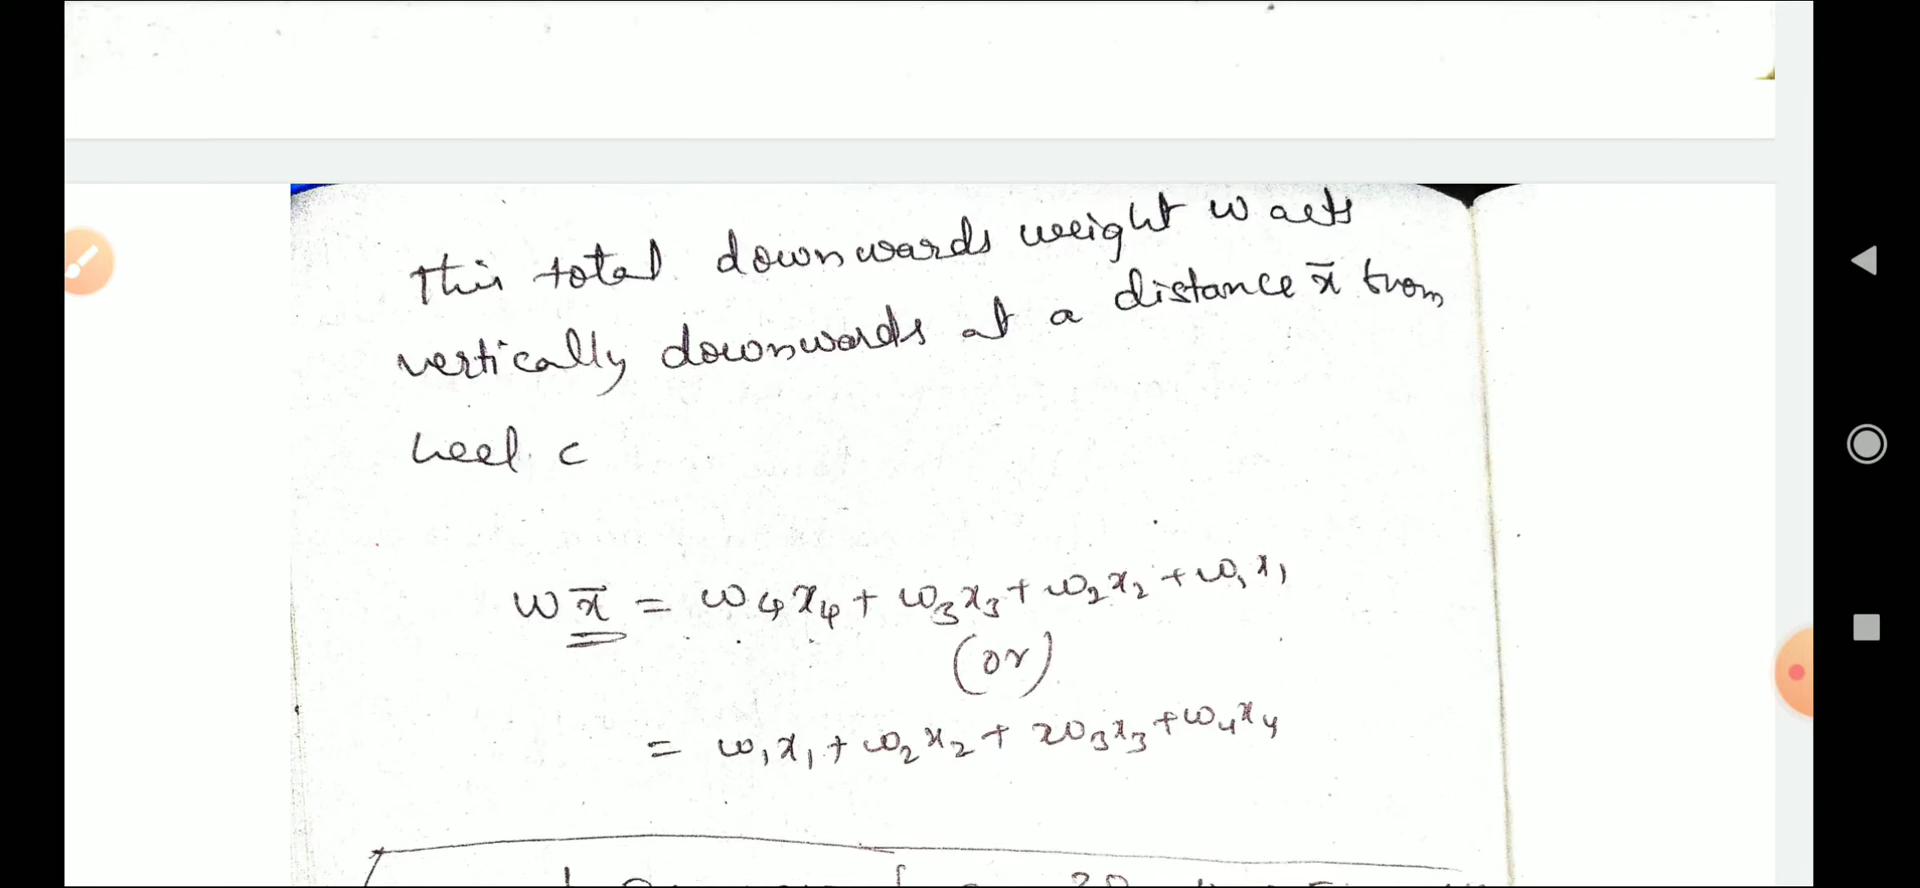 This total downwards weight W acts
vertically downwards at a distance x̄ from
heel c
W x̄ = W₄x₄ + W₃x₃ + W₂x₂ + W₁x₁
(or)
= W₁x₁ + W₂x₂ + W₃x₃ + W₄x₄